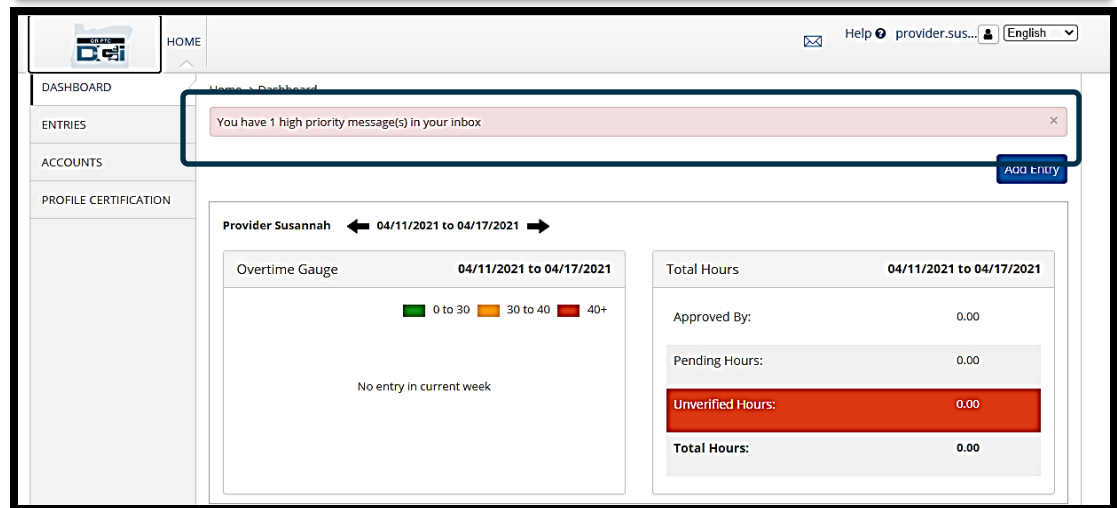 OR PTC
DCi
HOME
Help
provider.sus...
English
DASHBOARD
ENTRIES
ACCOUNTS
PROFILE CERTIFICATION
Home > Dashboard
You have 1 high priority message(s) in your inbox ×
Add Entry
Provider Susannah 04/11/2021 to 04/17/2021
Overtime Gauge 04/11/2021 to 04/17/2021
0 to 30 30 to 40 40+
No entry in current week
Total Hours 04/11/2021 to 04/17/2021
Approved By: 0.00
Pending Hours: 0.00
Unverified Hours: 0.00
Total Hours: 0.00